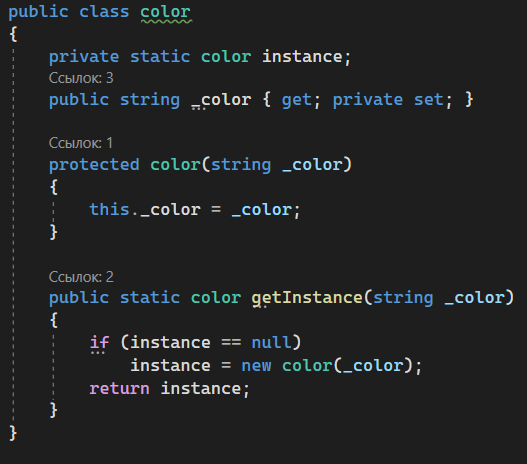 public class color
{
private static color instance;
Ссылок: 3
public string _color { get; private set; }
Ссылок: 1
protected color(string _color)
{
this._color = _color;
}
Ссылок: 2
public static color getInstance(string _color)
{
if (instance == null)
instance = new color(_color);
return instance;
}
}